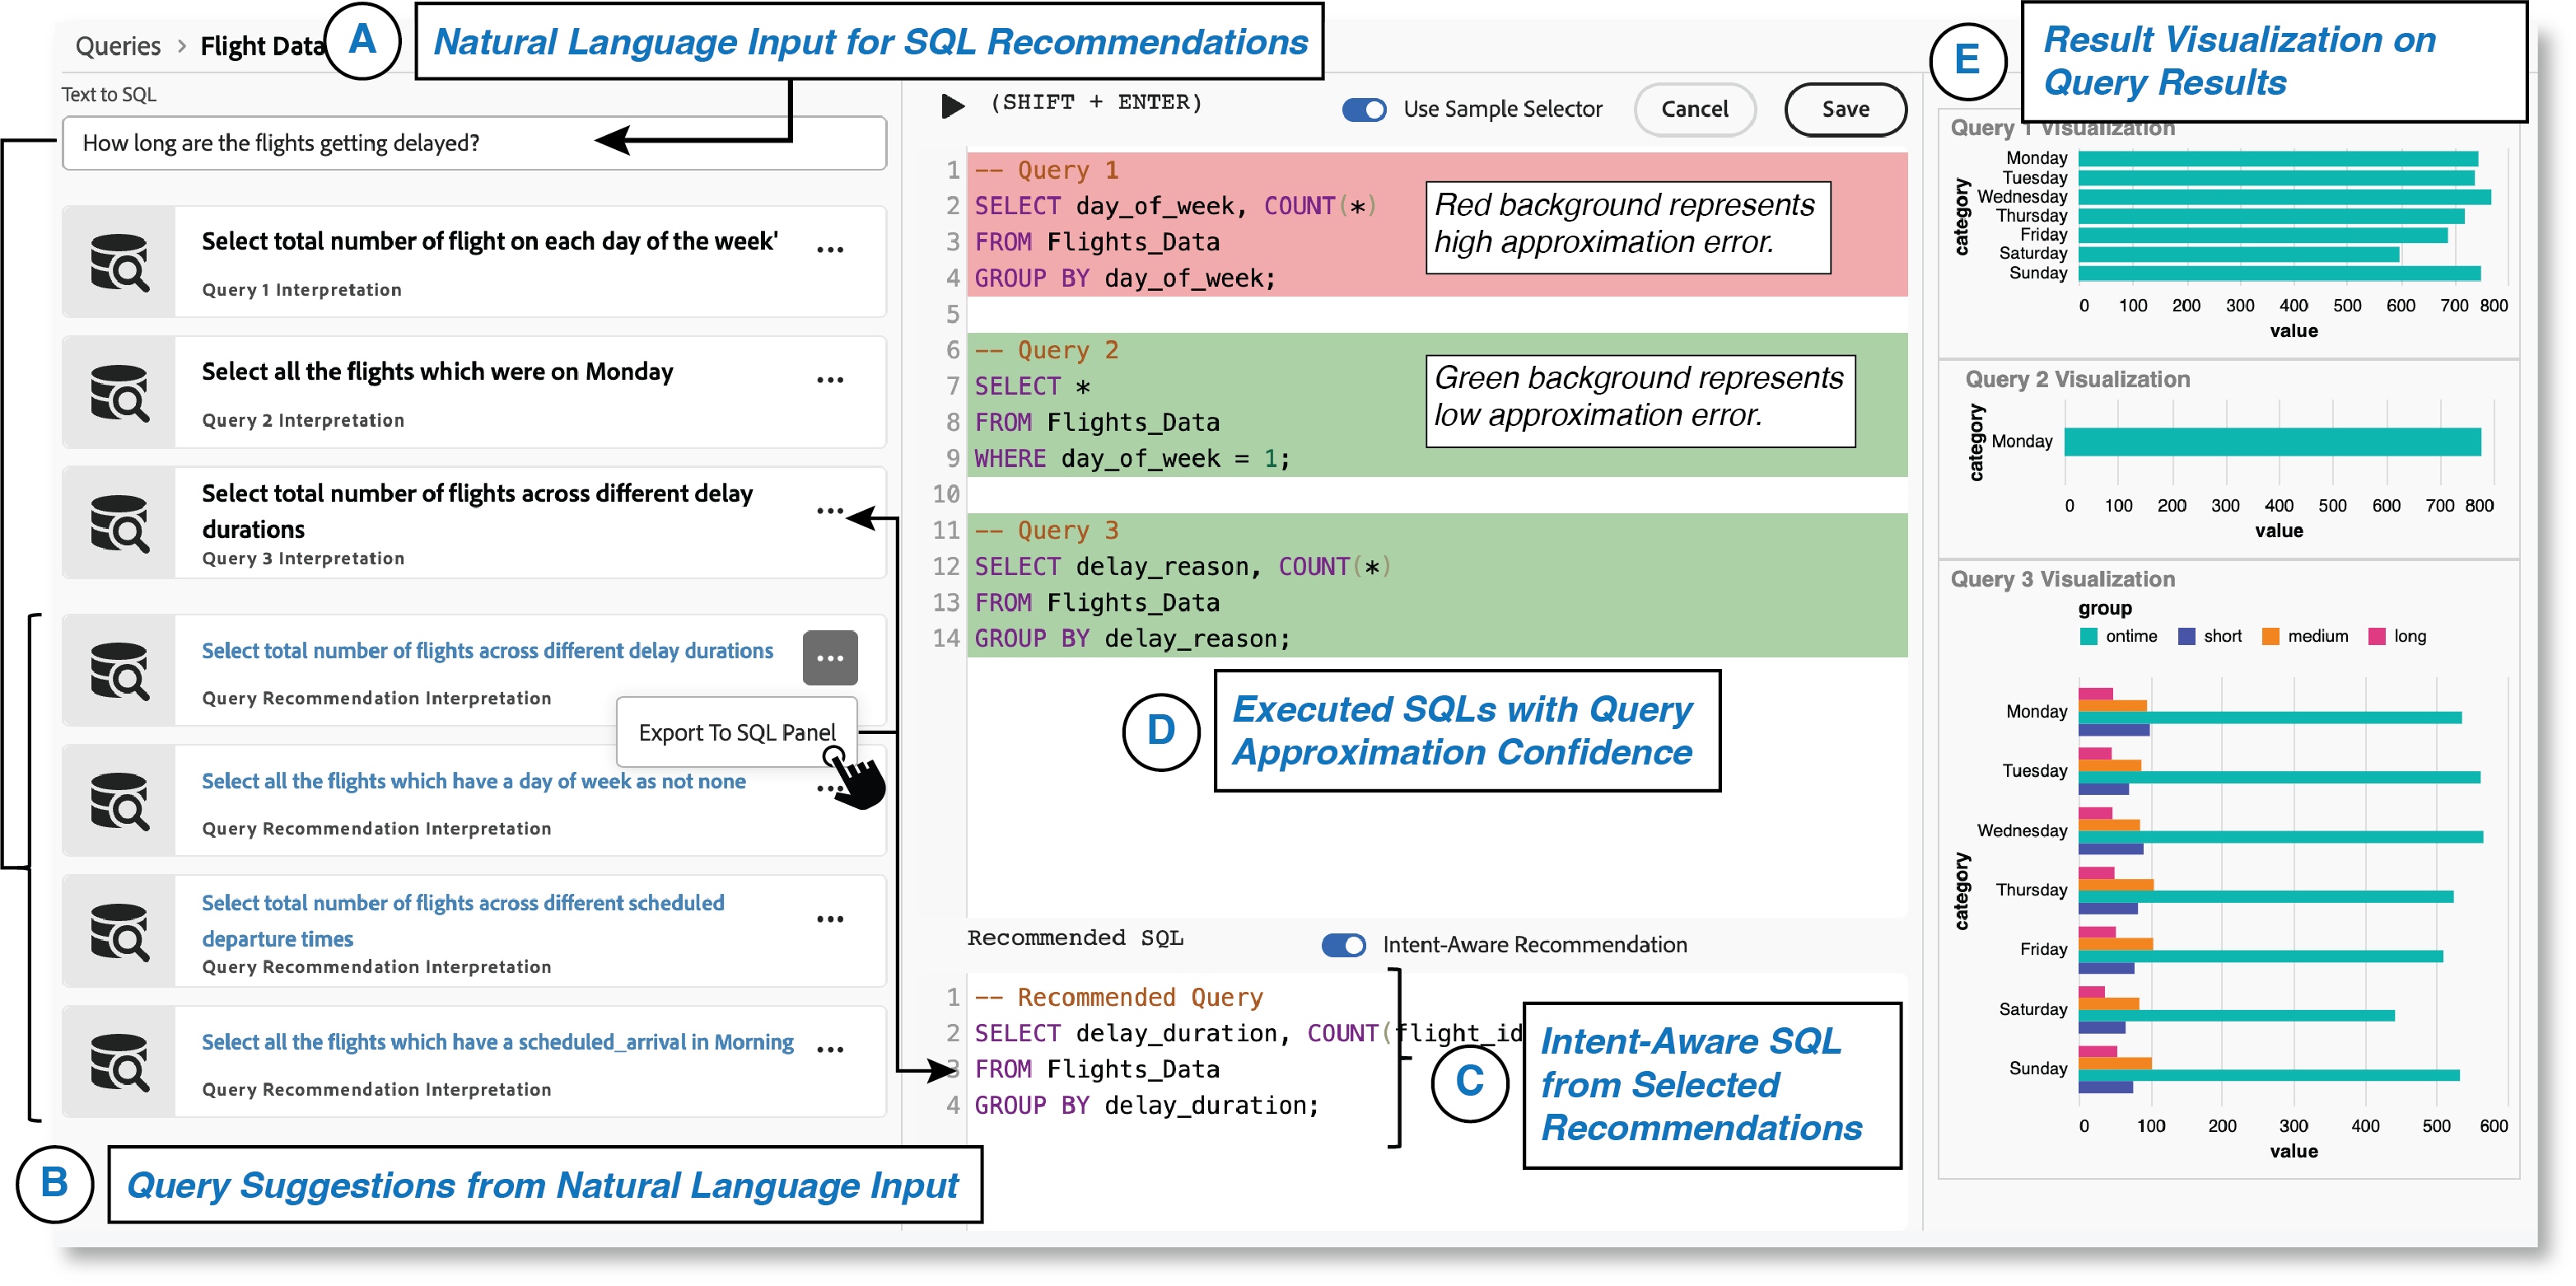 A
Natural Language Input for SQL Recommendations
Queries > Flight Data
Text to SQL
How long are the flights getting delayed?
Select total number of flight on each day of the week'
...
Query 1 Interpretation
Select all the flights which were on Monday
...
Query 2 Interpretation
Select total number of flights across different delay
durations
...
Query 3 Interpretation
Select total number of flights across different delay durations
...
Query Recommendation Interpretation
Export To SQL Panel
Select all the flights which have a day of week as not none
...
Query Recommendation Interpretation
Select total number of flights across different scheduled
departure times
...
Query Recommendation Interpretation
Select all the flights which have a scheduled_arrival in Morning
...
Query Recommendation Interpretation
B
Query Suggestions from Natural Language Input
(SHIFT + ENTER)
Use Sample Selector
Cancel
Save
1 -- Query 1
2 SELECT day_of_week, COUNT(*)
3 FROM Flights_Data
4 GROUP BY day_of_week;
5
6 -- Query 2
7 SELECT *
8 FROM Flights_Data
9 WHERE day_of_week = 1;
10
11 -- Query 3
12 SELECT delay_reason, COUNT(*)
13 FROM Flights_Data
14 GROUP BY delay_reason;
Red background represents
high approximation error.
Green background represents
low approximation error.
D
Executed SQLs with Query
Approximation Confidence
Recommended SQL
Intent-Aware Recommendation
1 -- Recommended Query
2 SELECT delay_duration, COUNT(flight_id
3 FROM Flights_Data
4 GROUP BY delay_duration;
C
Intent-Aware SQL
from Selected
Recommendations
E
Result Visualization on
Query Results
Query 1 Visualization
category
Monday
Tuesday
Wednesday
Thursday
Friday
Saturday
Sunday
0 100 200 300 400 500 600 700 800
value
Query 2 Visualization
category
Monday
0 100 200 300 400 500 600 700 800
value
Query 3 Visualization
group
ontime short medium long
category
Monday
Tuesday
Wednesday
Thursday
Friday
Saturday
Sunday
0 100 200 300 400 500 600
value